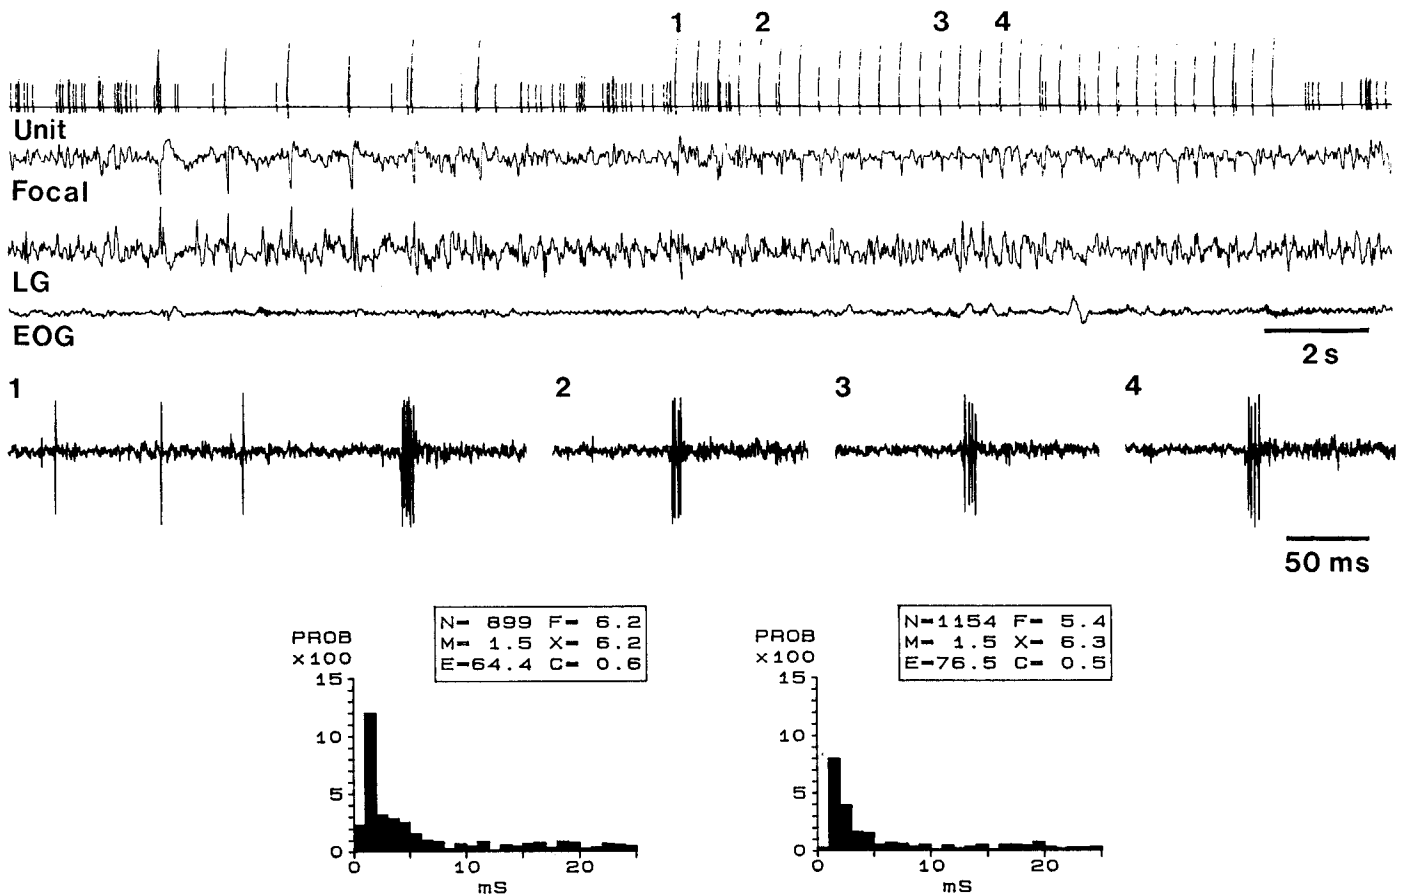 1 2 3 4
Unit
Focal
LG
EOG
2 s
1 2 3 4
50 ms
PROB
x100
N= 899 F= 6.2
M= 1.5 X= 6.2
E=64.4 C= 0.6
15
10
5
0
0 10 20
mS
PROB
x100
N=1154 F= 5.4
M= 1.5 X= 6.3
E=76.5 C= 0.5
15
10
5
0
0 10 20
mS